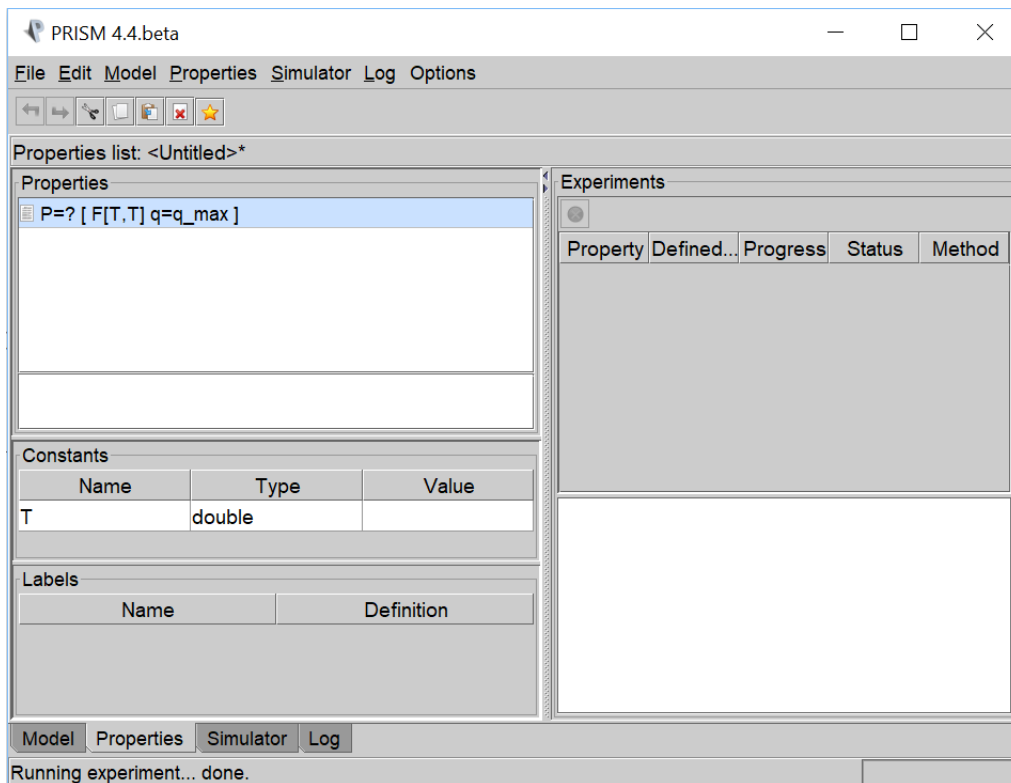 PRISM 4.4.beta
File Edit Model Properties Simulator Log Options
Properties list: <Untitled>*
Properties
P=? [ F[T,T] q=q_max ]
Constants
Name Type Value
T double
Labels
Name Definition
Experiments
Property Defined... Progress Status Method
Model Properties Simulator Log
Running experiment... done.